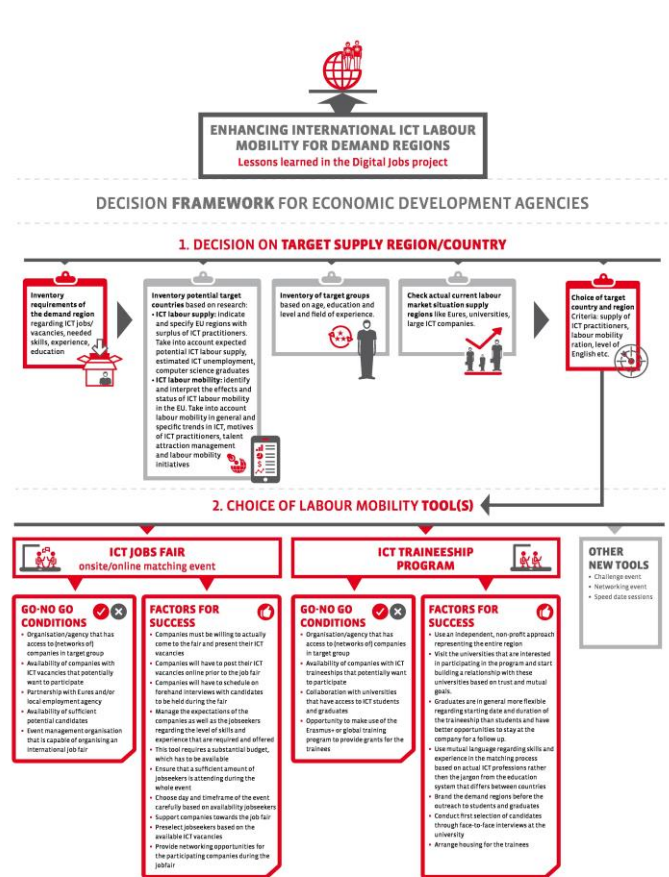 ENHANCING INTERNATIONAL ICT LABOUR
MOBILITY FOR DEMAND REGIONS
Lessons learned in the Digital Jobs project
DECISION FRAMEWORK FOR ECONOMIC DEVELOPMENT AGENCIES
1. DECISION ON TARGET SUPPLY REGION/COUNTRY
Inventory
requirements of
the demand region
regarding ICT jobs/
vacancies, needed
skills, experience,
education
Inventory potential target
countries based on research:
• ICT labour supply: indicate
and specify EU regions with
surplus of ICT practitioners.
Take into account expected
potential ICT labour supply,
estimated ICT unemployment,
computer science graduates
• ICT labour mobility: identify
and interpret the effects and
status of ICT labour mobility
in the EU. Take into account
labour mobility in general and
specific trends in ICT, motives
of ICT practitioners, talent
attraction management
and labour mobility
initiatives
Inventory of target groups
based on age, education and
level and field of experience.
Check actual current labour
market situation supply
regions like Eures, universities,
large ICT companies.
Choice of target
country and region
Criteria: supply of
ICT practitioners,
labour mobility
ration, level of
English etc.
2. CHOICE OF LABOUR MOBILITY TOOL(S)
ICT JOBS FAIR
onsite/online matching event
GO-NO GO
CONDITIONS
• Organisation/agency that has
access to (networks of)
companies in target group
• Availability of companies with
ICT vacancies that potentially
want to participate
• Partnership with Eures and/or
local employment agency
• Availability of sufficient
potential candidates
• Event management organisation
that is capable of organising an
international job fair
FACTORS FOR
SUCCESS
• Companies must be willing to actually
come to the fair and present their ICT
vacancies
• Companies will have to post their ICT
vacancies online prior to the job fair
• Companies will have to schedule on
forehand interviews with candidates
to be held during the fair
• Manage the expectations of the
companies as well as the jobseekers
regarding the level of skills and
experience that are required and offered
• This tool requires a substantial budget,
which has to be available
• Ensure that a sufficient amount of
jobseekers is attending during the
whole event
• Choose day and timeframe of the event
carefully based on availability jobseekers
• Support companies towards the job fair
• Preselect jobseekers based on the
available ICT vacancies
• Provide networking opportunities for
the participating companies during the
jobfair
ICT TRAINEESHIP
PROGRAM
GO-NO GO
CONDITIONS
• Organisation/agency that has
access to (networks of) companies
in target group
• Availability of companies with ICT
traineeships that potentially want
to participate
• Collaboration with universities
that have access to ICT students
and graduates
• Opportunity to make use of the
Erasmus+ or global training
program to provide grants for the
trainees
FACTORS FOR
SUCCESS
• Use an independent, non-profit approach
representing the entire region
• Visit the universities that are interested
in participating in the program and start
building a relationship with these
universities based on trust and mutual
goals.
• Graduates are in general more flexible
regarding starting date and duration of
the traineeship than students and have
better opportunities to stay at the
company for a follow up.
• Use mutual language regarding skills and
experience in the matching process
based on actual ICT professions rather
then the jargon from the education
system that differs between countries
• Brand the demand regions before the
outreach to students and graduates
• Conduct first selection of candidates
through face-to-face interviews at the
university
• Arrange housing for the trainees
OTHER
NEW TOOLS
• Challenge event
• Networking event
• Speed date sessions